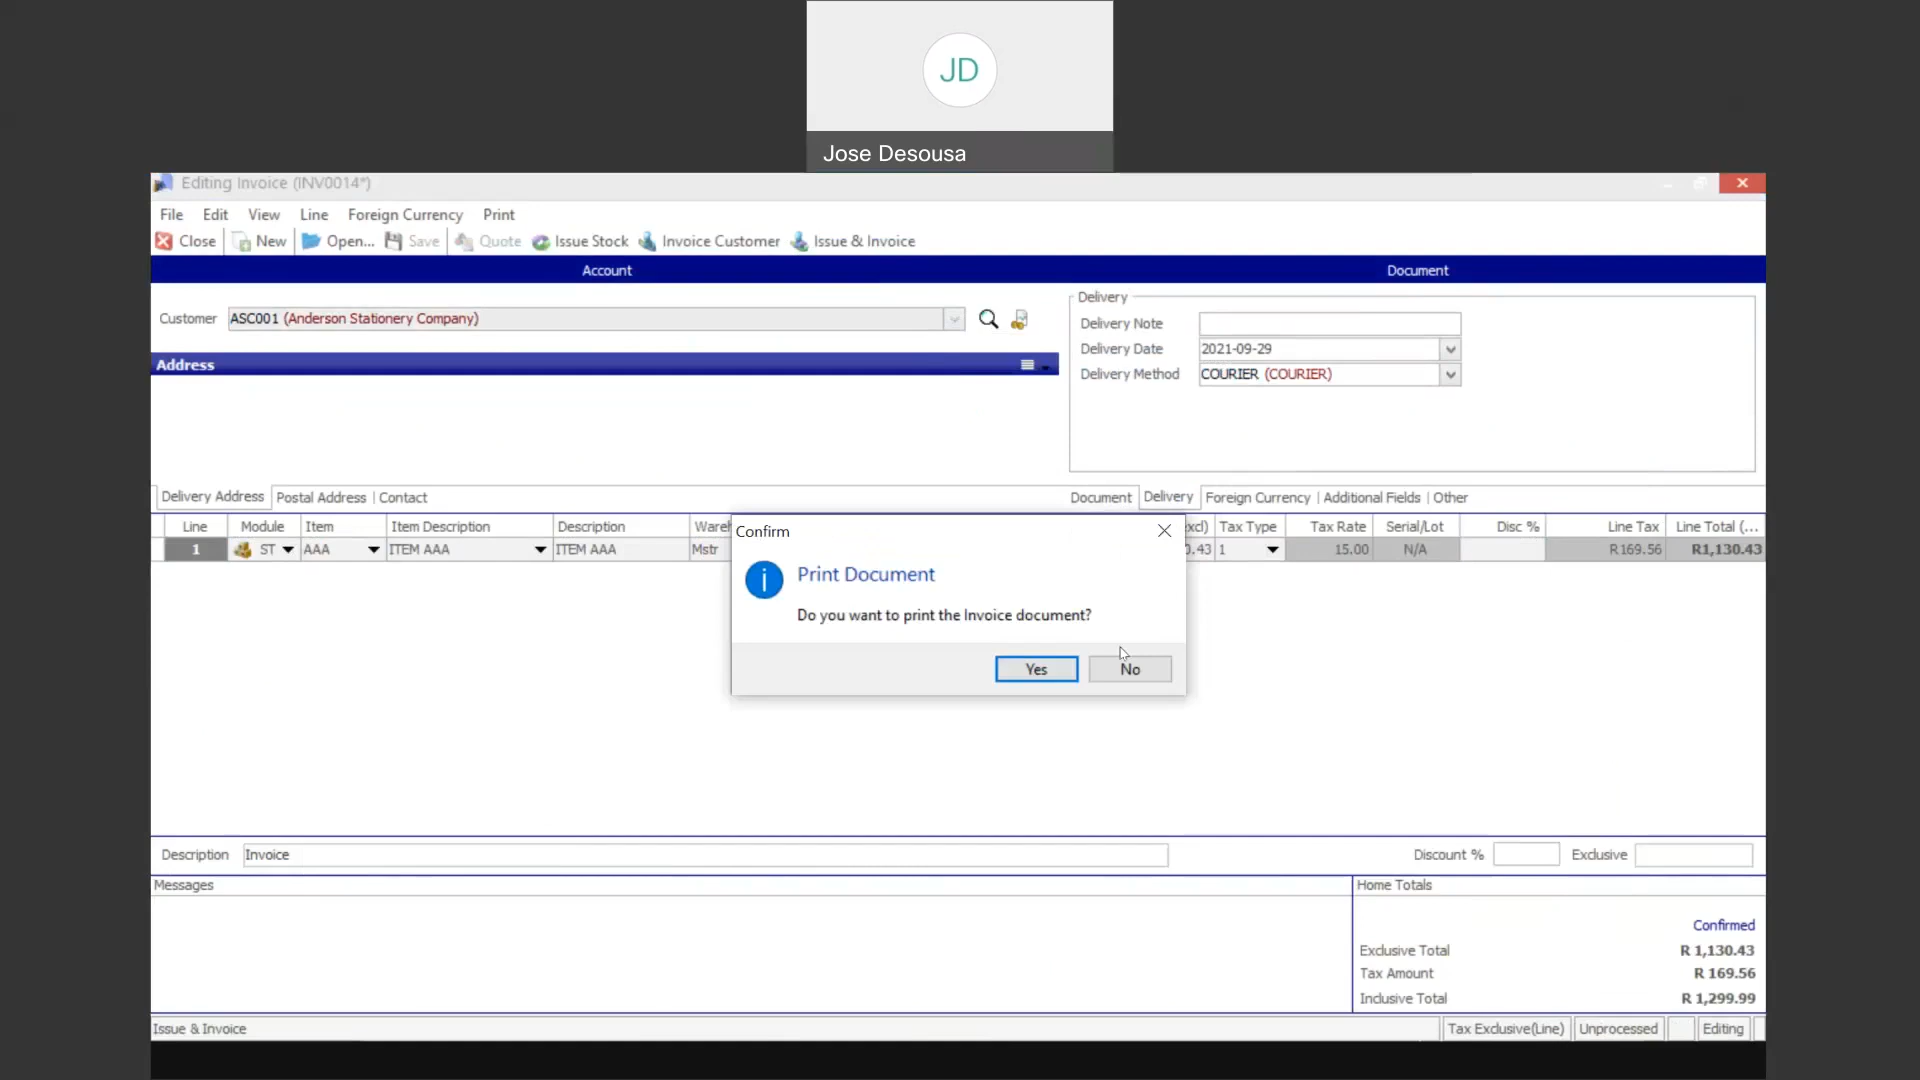 JD
Jose Desousa
Editing Invoice (INV0014*)
File Edit View Line Foreign Currency Print
Close New Open... Save Quote Issue Stock Invoice Customer Issue & Invoice
Account Document
Customer ASC001 (Anderson Stationery Company)
Address
Delivery
Delivery Note
Delivery Date 2021-09-29
Delivery Method COURIER (COURIER)
Delivery Address Postal Address Contact
Document Delivery Foreign Currency Additional Fields Other
Line Module Item Item Description Description Wareh xcl) Tax Type Tax Rate Serial/Lot Disc % Line Tax Line Total (...
1 ST AAA ITEM AAA ITEM AAA Mstr 0.43 1 15.00 N/A R169.56 R1,130.43
Confirm
Print Document
Do you want to print the Invoice document?
Yes No
Description Invoice Discount % Exclusive
Messages Home Totals
Confirmed
Exclusive Total R 1,130.43
Tax Amount R 169.56
Inclusive Total R 1,299.99
Issue & Invoice Tax Exclusive(Line) Unprocessed Editing